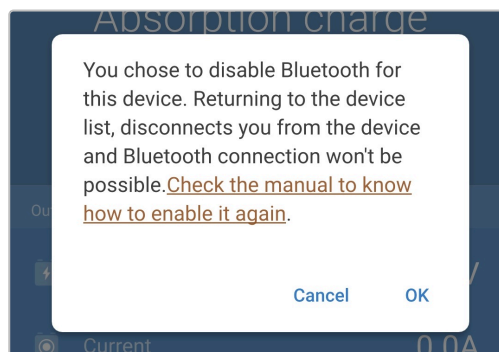 Absorption charge
You chose to disable Bluetooth for
this device. Returning to the device
list, disconnects you from the device
and Bluetooth connection won't be
possible.Check the manual to know
how to enable it again.
Cancel OK
Current 0.0A